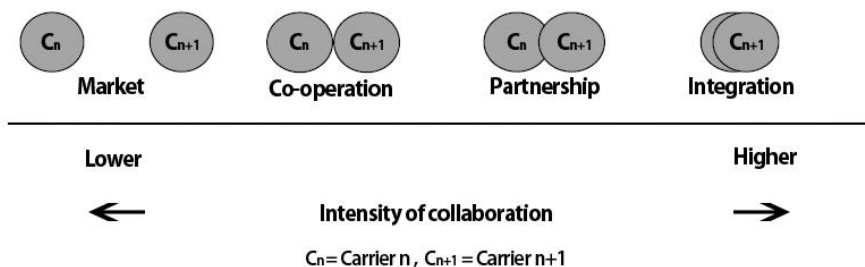 Cn Cn+1 Cn Cn+1 Cn Cn+1 Cn+1
Market Co-operation Partnership Integration
Lower Higher
Intensity of collaboration
Cn = Carrier n , Cn+1 = Carrier n+1